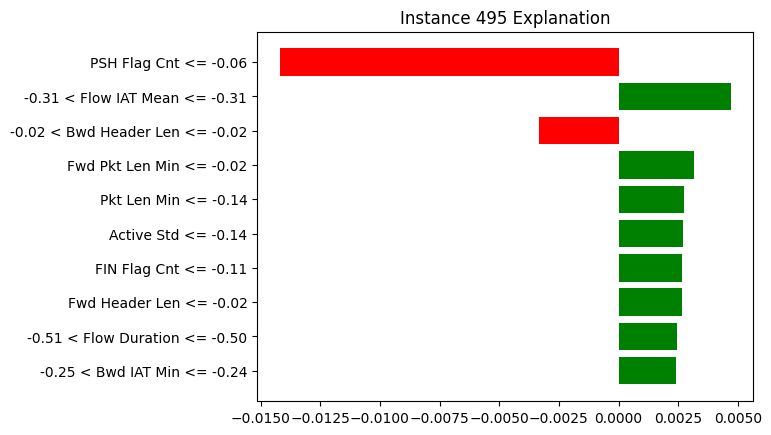 Instance 495 Explanation
PSH Flag Cnt <= -0.06
-0.31 < Flow IAT Mean <= -0.31
-0.02 < Bwd Header Len <= -0.02
Fwd Pkt Len Min <= -0.02
Pkt Len Min <= -0.14
Active Std <= -0.14
FIN Flag Cnt <= -0.11
Fwd Header Len <= -0.02
-0.51 < Flow Duration <= -0.50
-0.25 < Bwd IAT Min <= -0.24
−0.0150 −0.0125 −0.0100 −0.0075 −0.0050 −0.0025 0.0000 0.0025 0.0050